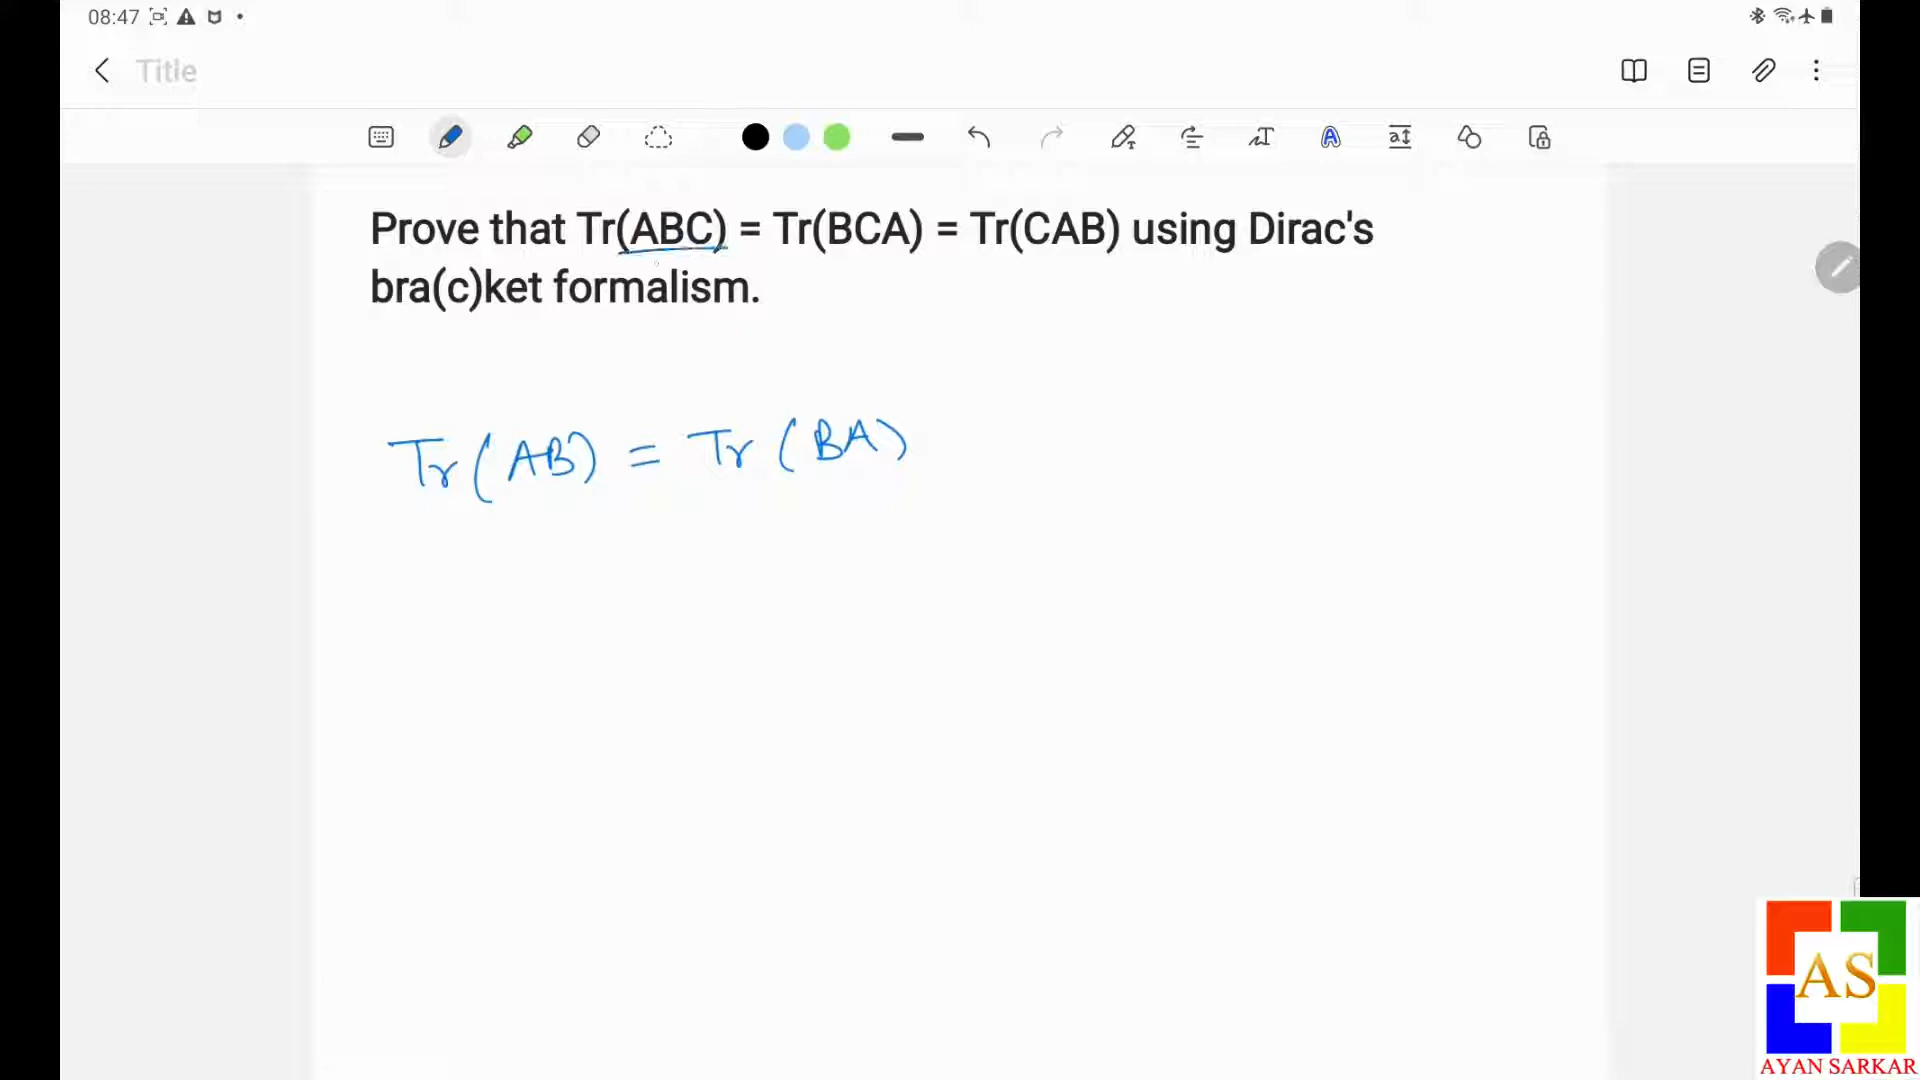 08:47
Title
Prove that Tr(ABC) = Tr(BCA) = Tr(CAB) using Dirac's
bra(c)ket formalism.
Tr(AB) = Tr(BA)
AS
AYAN SARKAR